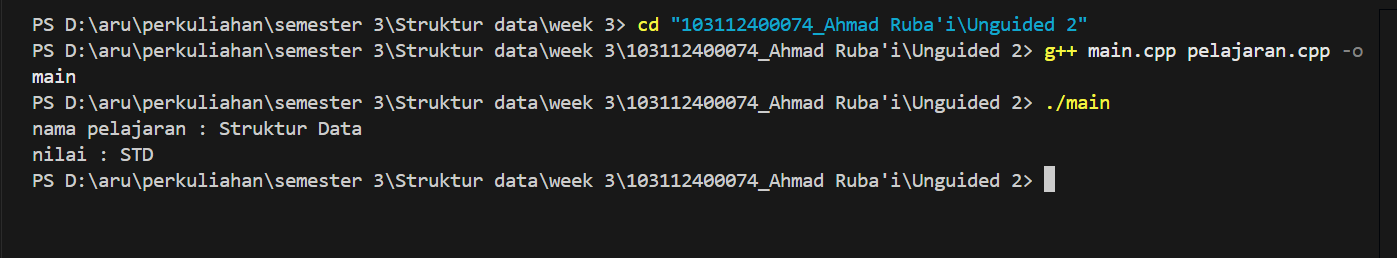 PS D:\aru\perkuliahan\semester 3\Struktur data\week 3> cd "103112400074_Ahmad Ruba'i\Unguided 2"
PS D:\aru\perkuliahan\semester 3\Struktur data\week 3\103112400074_Ahmad Ruba'i\Unguided 2> g++ main.cpp pelajaran.cpp -o
main
PS D:\aru\perkuliahan\semester 3\Struktur data\week 3\103112400074_Ahmad Ruba'i\Unguided 2> ./main
nama pelajaran : Struktur Data
nilai : STD
PS D:\aru\perkuliahan\semester 3\Struktur data\week 3\103112400074_Ahmad Ruba'i\Unguided 2>